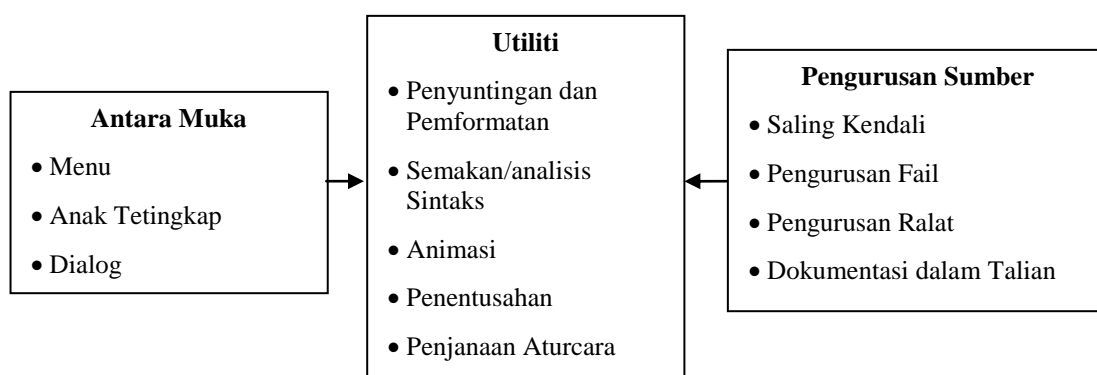 Antara Muka
• Menu
• Anak Tetingkap
• Dialog
Utiliti
• Penyuntingan dan
Pemformatan
• Semakan/analisis
Sintaks
• Animasi
• Penentusahan
• Penjanaan Aturcara
Pengurusan Sumber
• Saling Kendali
• Pengurusan Fail
• Pengurusan Ralat
• Dokumentasi dalam Talian